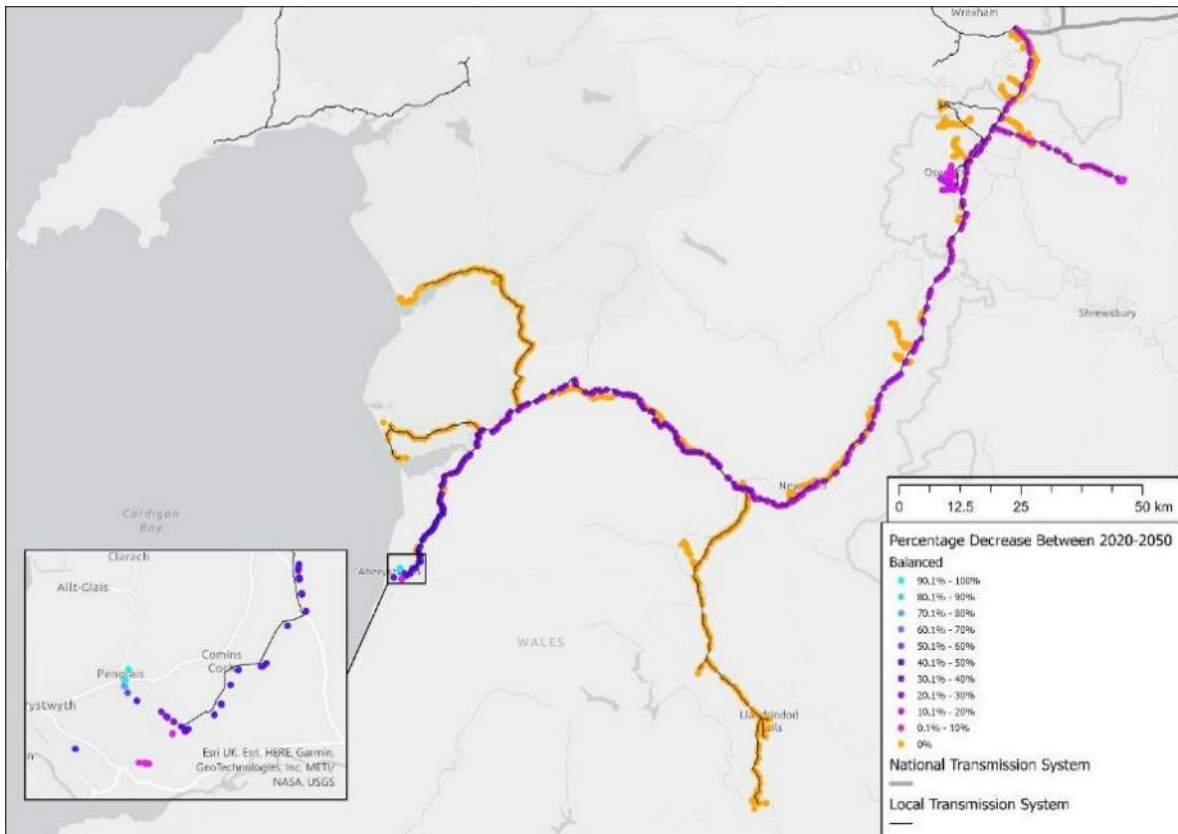 Wrexham
Shrewsbury
Cardigan
Bay
WALES
0 12.5 25 50 km
Percentage Decrease Between 2020-2050
Balanced
90.1% - 100%
80.1% - 90%
70.1% - 80%
60.1% - 70%
50.1% - 60%
40.1% - 50%
30.1% - 40%
20.1% - 30%
10.1% - 20%
0.1% - 10%
0%
National Transmission System
Local Transmission System
Clarach
Allt-Glais
Comins
Penglais
rystwyth
n
Esri UK, Esri, HERE, Garmin,
GeoTechnologies, Inc, METI/
NASA, USGS